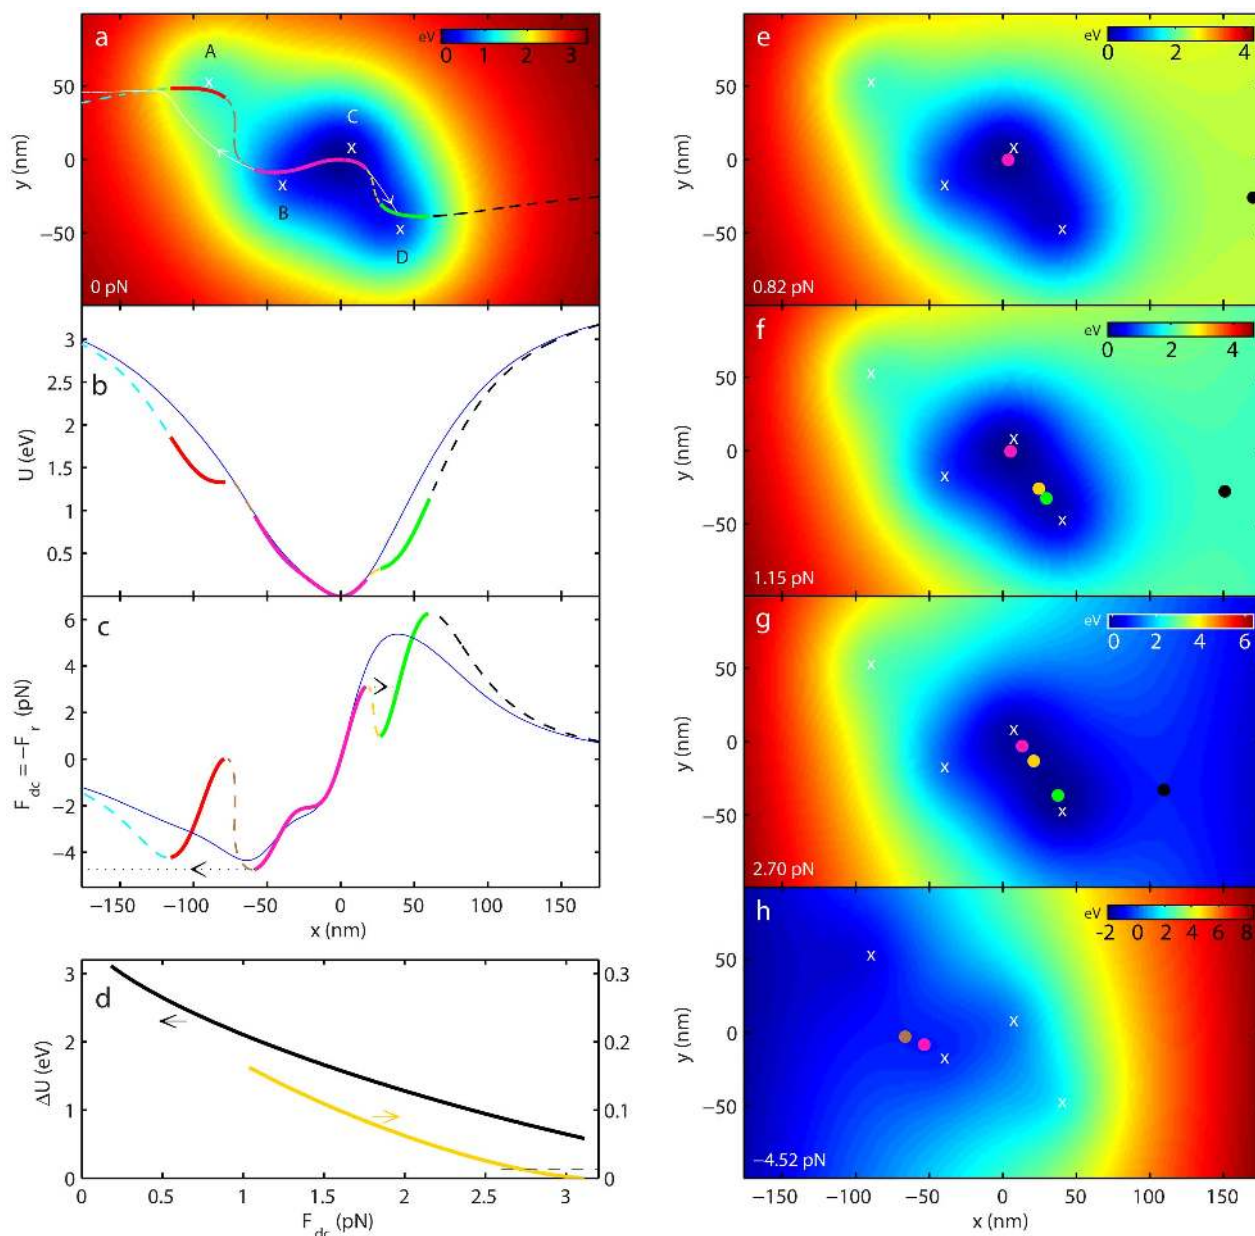 a
A
eV
0 1 2 3
C
x
x
x
B
x
D
0 pN
50
0
−50
y (nm)
b
3
2.5
2
1.5
1
0.5
U (eV)
c
6
4
2
0
−2
−4
F dc = −F r (pN)
−150 −100 −50 0 50 100 150
x (nm)
d
3
2
1
0
ΔU (eV)
0.3
0.2
0.1
0
0 0.5 1 1.5 2 2.5 3
F dc (pN)
e
eV
0 2 4
x
x
x
x
0.82 pN
50
0
−50
y (nm)
f
eV
0 2 4
x
x
x
x
1.15 pN
50
0
−50
y (nm)
g
eV
0 2 4 6
x
x
x
x
2.70 pN
50
0
−50
y (nm)
h
eV
-2 0 2 4 6 8
x
x
x
x
−4.52 pN
50
0
−50
y (nm)
−150 −100 −50 0 50 100 150
x (nm)